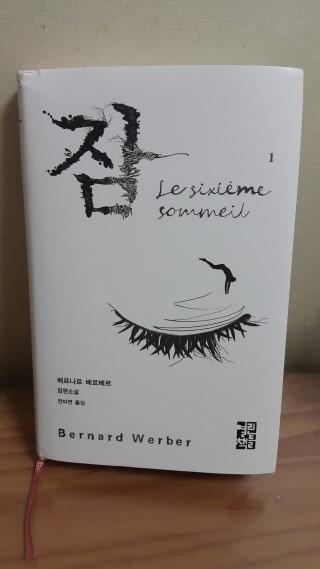 잠
1
Le sixième
sommeil
베르나르 베르베르
장편소설
전미연 옮김
Bernard Werber
열린
책들